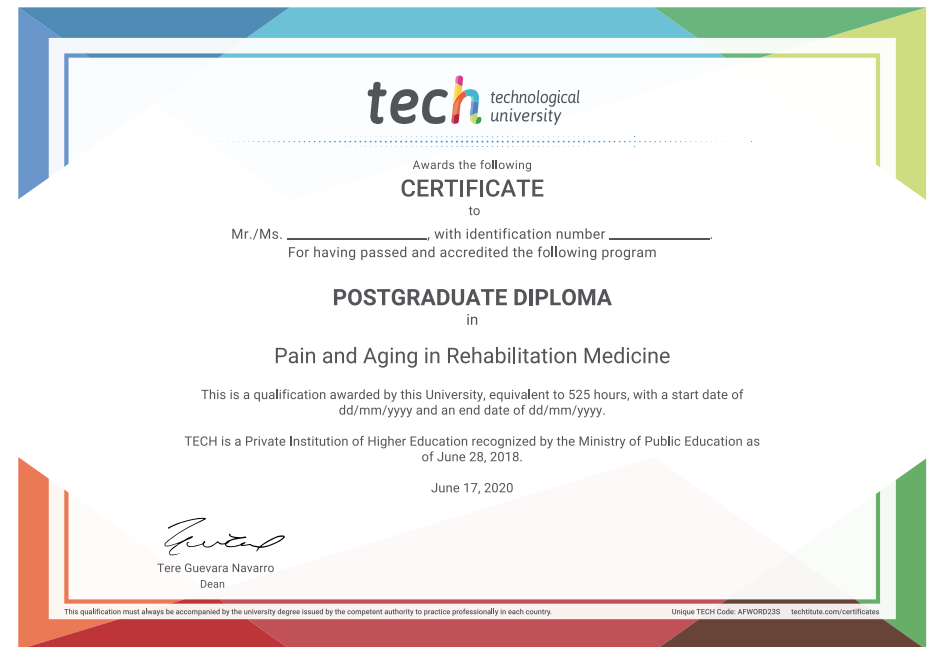 tech technological
university
Awards the following
CERTIFICATE
to
Mr./Ms. ____________________, with identification number ______________.
For having passed and accredited the following program
POSTGRADUATE DIPLOMA
in
Pain and Aging in Rehabilitation Medicine
This is a qualification awarded by this University, equivalent to 525 hours, with a start date of
dd/mm/yyyy and an end date of dd/mm/yyyy.
TECH is a Private Institution of Higher Education recognized by the Ministry of Public Education as
of June 28, 2018.
June 17, 2020
Tere Guevara Navarro
Dean
This qualification must always be accompanied by the university degree issued by the competent authority to practice professionally in each country. Unique TECH Code: AFWORD23S techtitute.com/certificates